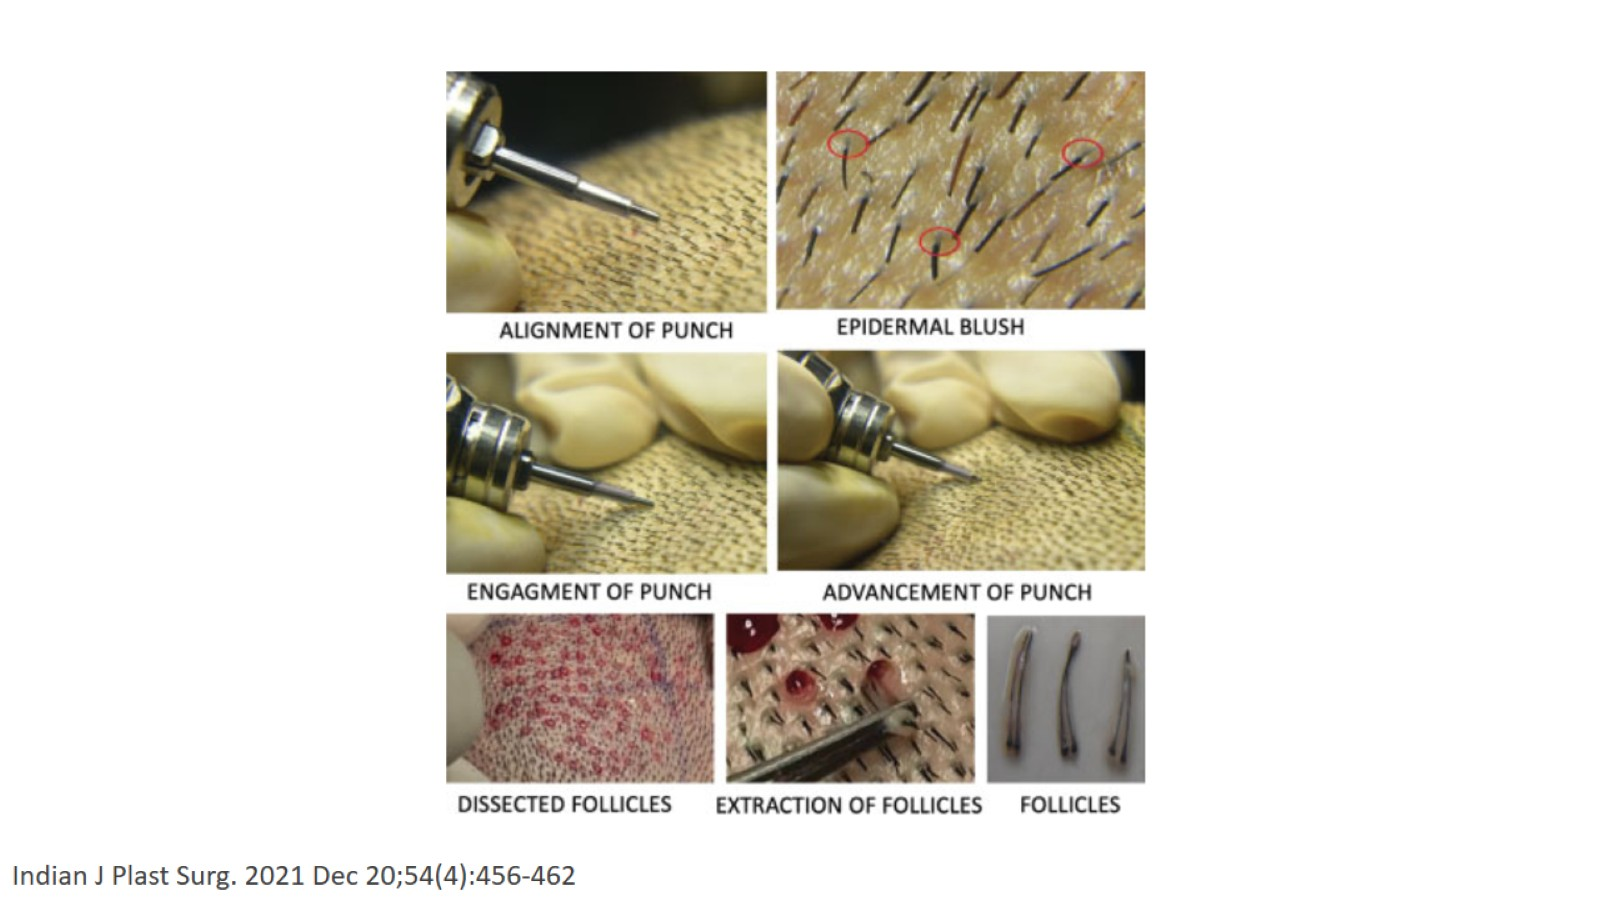 ALIGNMENT OF PUNCH
EPIDERMAL BLUSH
ENGAGMENT OF PUNCH
ADVANCEMENT OF PUNCH
DISSECTED FOLLICLES
EXTRACTION OF FOLLICLES
FOLLICLES
Indian J Plast Surg. 2021 Dec 20;54(4):456-462